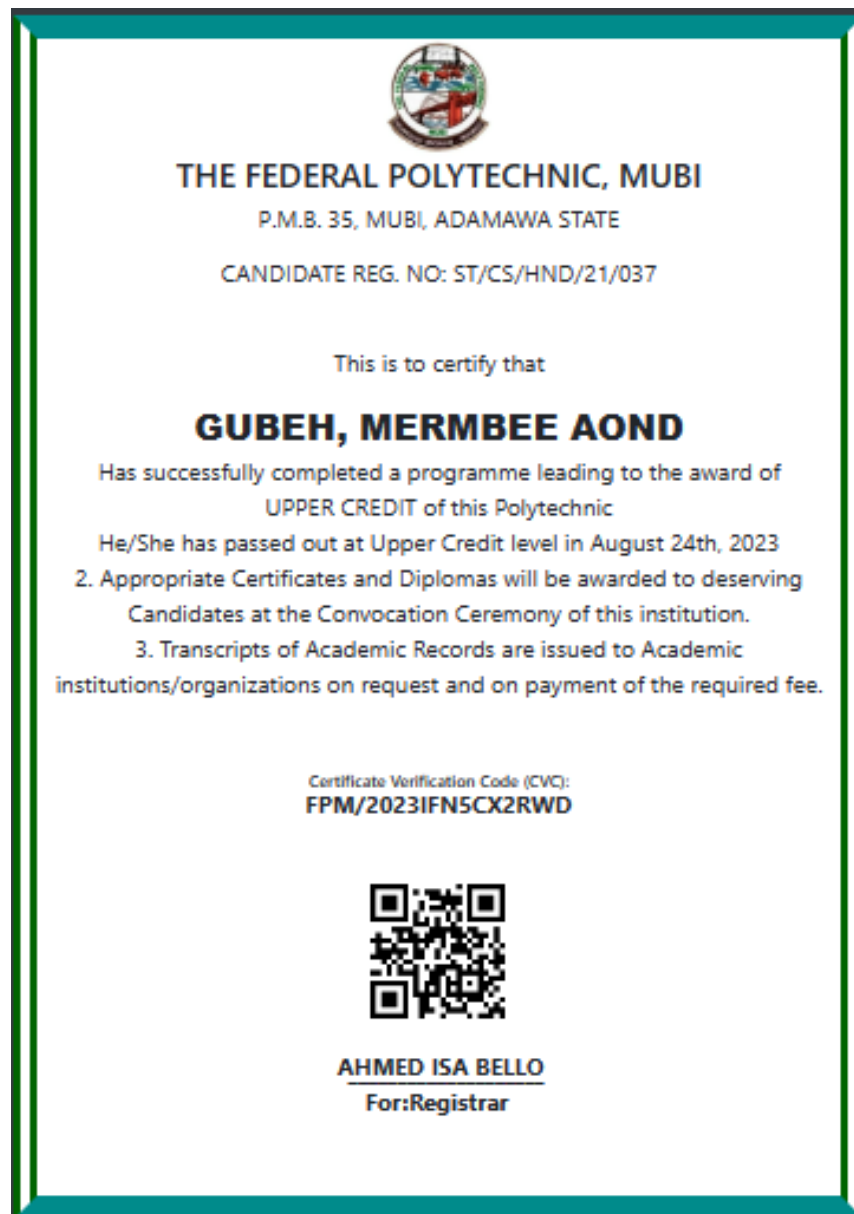 THE FEDERAL POLYTECHNIC, MUBI
P.M.B. 35, MUBI, ADAMAWA STATE
CANDIDATE REG. NO: ST/CS/HND/21/037
This is to certify that
GUBEH, MERMBEE AOND
Has successfully completed a programme leading to the award of
UPPER CREDIT of this Polytechnic
He/She has passed out at Upper Credit level in August 24th, 2023
2. Appropriate Certificates and Diplomas will be awarded to deserving
Candidates at the Convocation Ceremony of this institution.
3. Transcripts of Academic Records are issued to Academic
institutions/organizations on request and on payment of the required fee.
Certificate Verification Code (CVC):
FPM/2023IFN5CX2RWD
AHMED ISA BELLO
For:Registrar